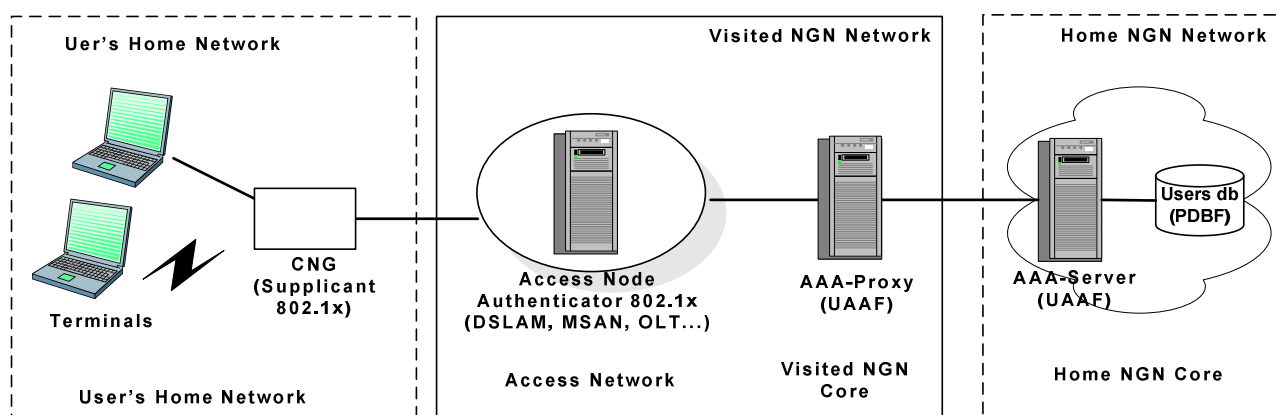 Uer's Home Network
Visited NGN Network
Home NGN Network
Terminals
CNG
(Supplicant
802.1x)
Access Node
Authenticator 802.1x
(DSLAM, MSAN, OLT...)
AAA-Proxy
(UAAF)
AAA-Server
(UAAF)
Users db
(PDBF)
User's Home Network
Access Network
Visited NGN
Core
Home NGN Core